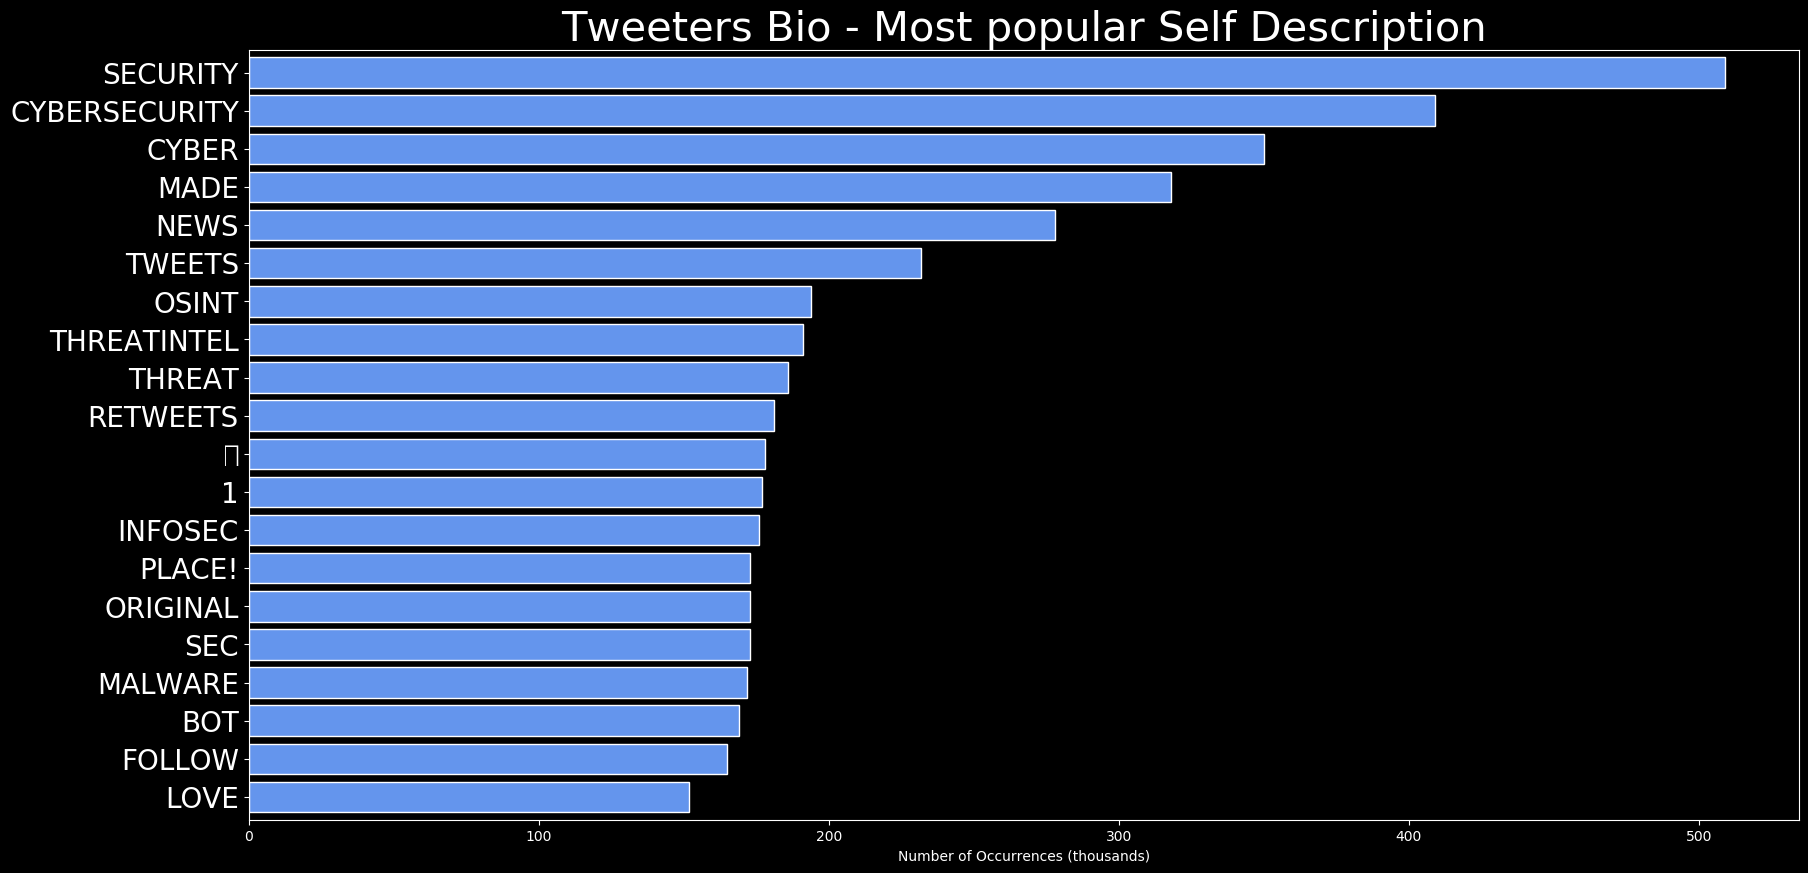 Tweeters Bio - Most popular Self Description
SECURITY
CYBERSECURITY
CYBER
MADE
NEWS
TWEETS
OSINT
THREATINTEL
THREAT
RETWEETS
1
INFOSEC
PLACE!
ORIGINAL
SEC
MALWARE
BOT
FOLLOW
LOVE
0 100 200 300 400 500
Number of Occurrences (thousands)